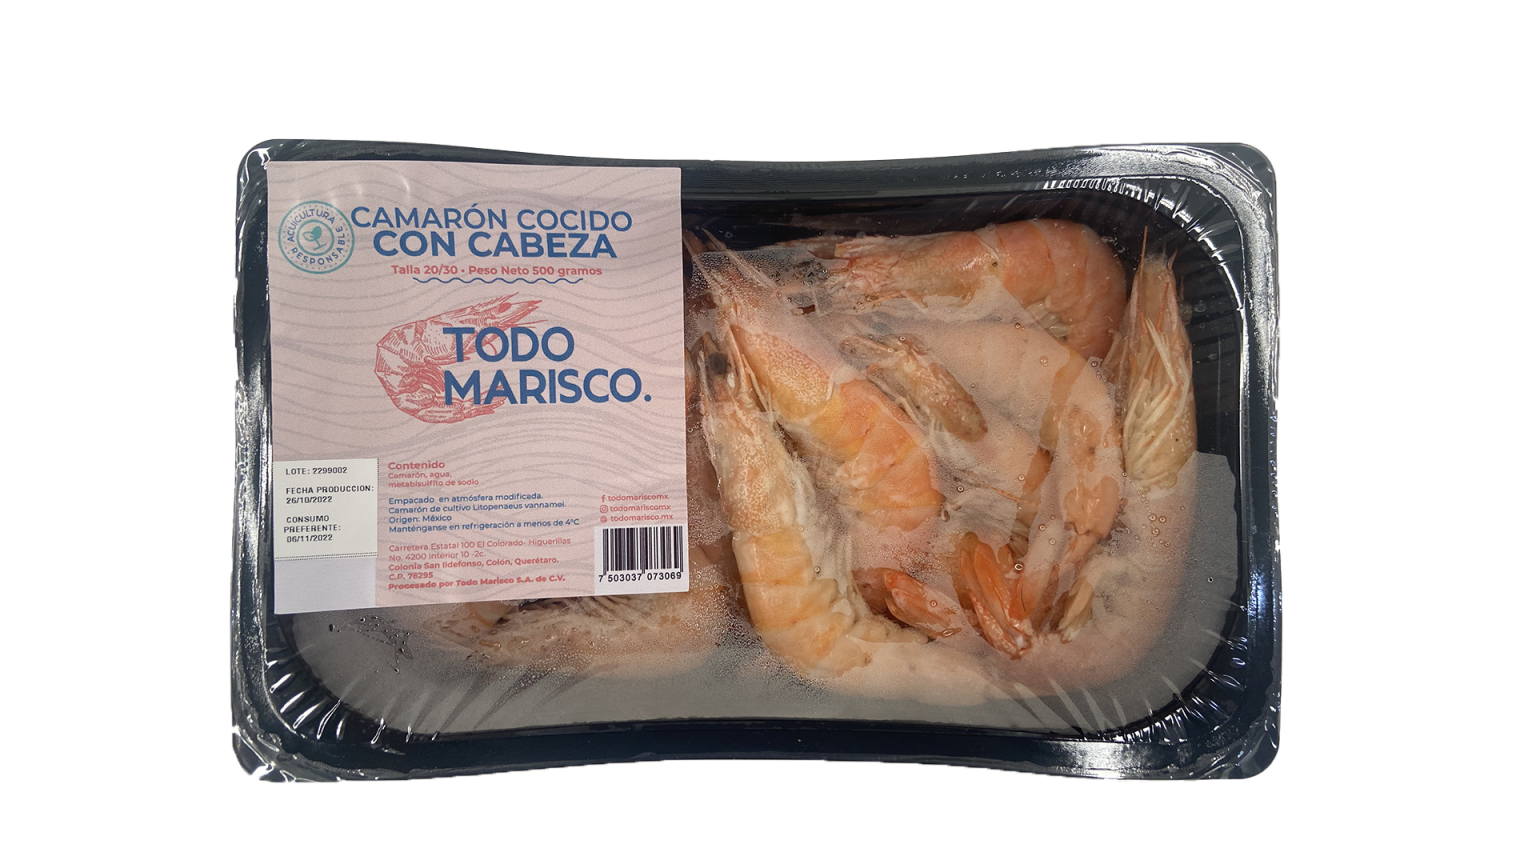 ACUICULTURA RESPONSABLE
CAMARÓN COCIDO
CON CABEZA
Talla 20/30 • Peso Neto 500 gramos
TODO
MARISCO.
LOTE: 2299002
FECHA PRODUCCION:
26/10/2022
CONSUMO
PREFERENTE:
06/11/2022
Contenido
Camarón, agua,
metabisulfito de sodio
Empacado en atmósfera modificada.
Camarón de cultivo Litopenaeus vannamei.
Origen: México
Manténganse en refrigeración a menos de 4°C
Carretera Estatal 100 El Colorado- Higuerillas
No. 4200 interior 10 -2c.
Colonia San Ildefonso, Colón, Querétaro.
C.P. 76295
Procesado por Todo Marisco S.A. de C.V.
todomariscomx
todomariscomx
todomarisco.mx
7 503037 073069